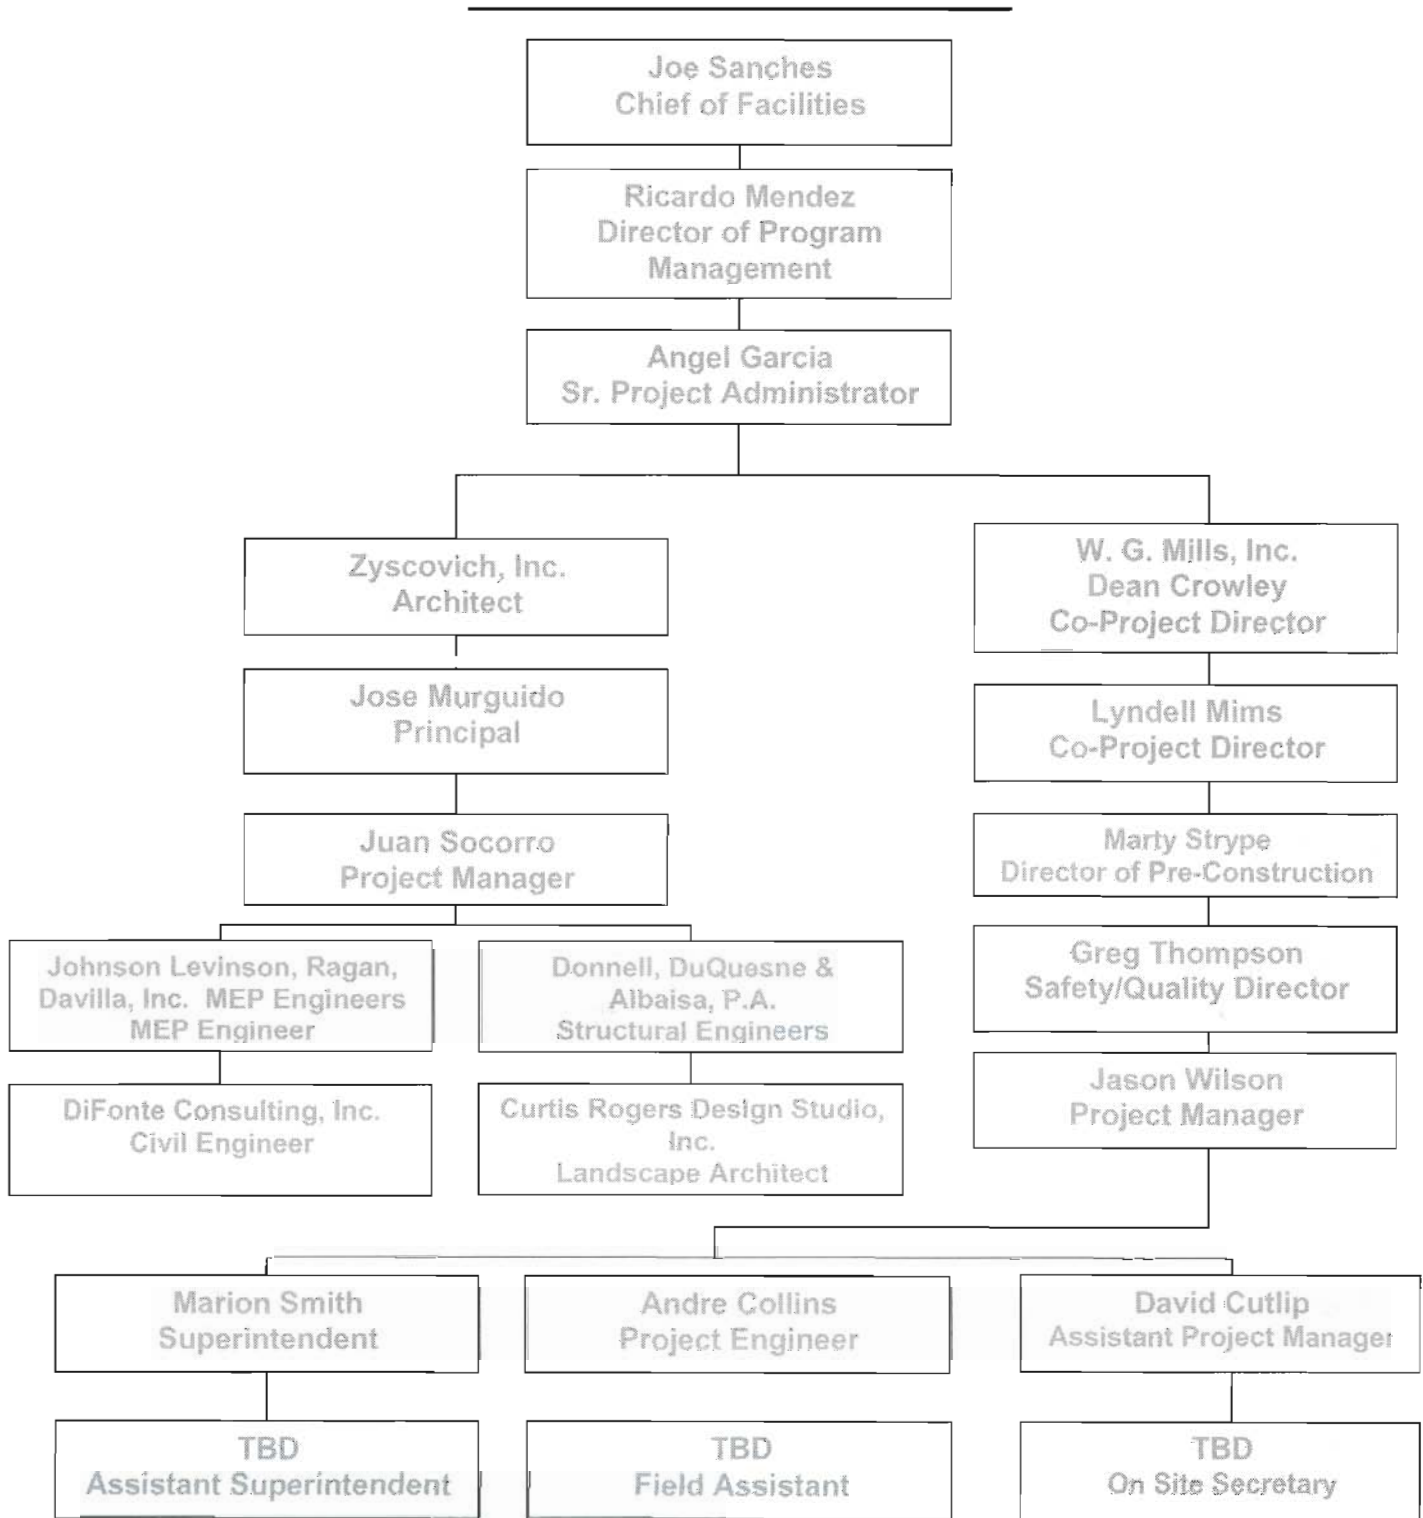 Joe Sanches
Chief of Facilities
Ricardo Mendez
Director of Program
Management
Angel Garcia
Sr. Project Administrator
Zyscovich, Inc.
Architect
W. G. Mills, Inc.
Dean Crowley
Co-Project Director
Jose Murguido
Principal
Lyndell Mims
Co-Project Director
Juan Socorro
Project Manager
Marty Strype
Director of Pre-Construction
Johnson Levinson, Ragan,
Davilla, Inc. MEP Engineers
MEP Engineer
Donnell, DuQuesne &
Albaisa, P.A.
Structural Engineers
Greg Thompson
Safety/Quality Director
DiFonte Consulting, Inc.
Civil Engineer
Curtis Rogers Design Studio,
Inc.
Landscape Architect
Jason Wilson
Project Manager
Marion Smith
Superintendent
Andre Collins
Project Engineer
David Cutlip
Assistant Project Manager
TBD
Assistant Superintendent
TBD
Field Assistant
TBD
On Site Secretary